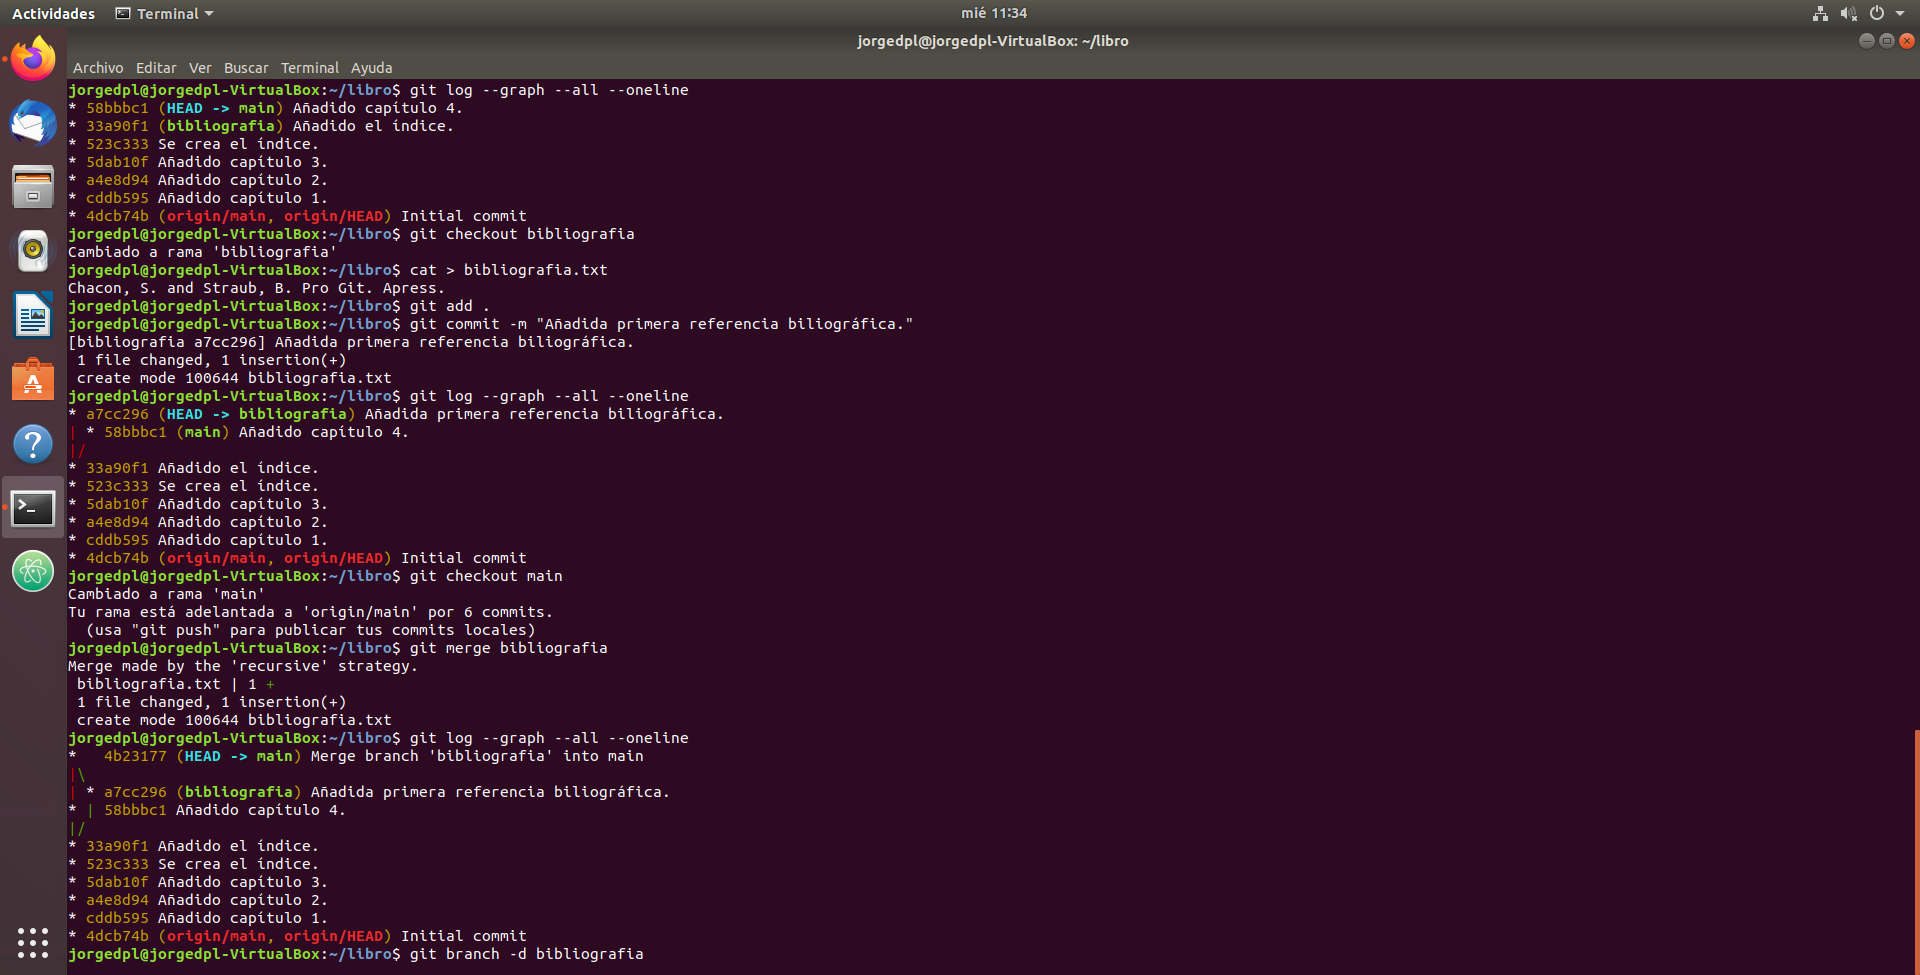 Actividades Terminal mié 11:34
jorgedpl@jorgedpl-VirtualBox: ~/libro
Archivo Editar Ver Buscar Terminal Ayuda
jorgedpl@jorgedpl-VirtualBox:~/libro$ git log --graph --all --oneline
* 58bbbc1 (HEAD -> main) Añadido capítulo 4.
* 33a90f1 (bibliografia) Añadido el índice.
* 523c333 Se crea el índice.
* 5dab10f Añadido capítulo 3.
* a4e8d94 Añadido capítulo 2.
* cddb595 Añadido capítulo 1.
* 4dcb74b (origin/main, origin/HEAD) Initial commit
jorgedpl@jorgedpl-VirtualBox:~/libro$ git checkout bibliografia
Cambiado a rama 'bibliografia'
jorgedpl@jorgedpl-VirtualBox:~/libro$ cat > bibliografia.txt
Chacon, S. and Straub, B. Pro Git. Apress.
jorgedpl@jorgedpl-VirtualBox:~/libro$ git add .
jorgedpl@jorgedpl-VirtualBox:~/libro$ git commit -m "Añadida primera referencia biliográfica."
[bibliografia a7cc296] Añadida primera referencia biliográfica.
 1 file changed, 1 insertion(+)
 create mode 100644 bibliografia.txt
jorgedpl@jorgedpl-VirtualBox:~/libro$ git log --graph --all --oneline
* a7cc296 (HEAD -> bibliografia) Añadida primera referencia biliográfica.
| * 58bbbc1 (main) Añadido capítulo 4.
|/
* 33a90f1 Añadido el índice.
* 523c333 Se crea el índice.
* 5dab10f Añadido capítulo 3.
* a4e8d94 Añadido capítulo 2.
* cddb595 Añadido capítulo 1.
* 4dcb74b (origin/main, origin/HEAD) Initial commit
jorgedpl@jorgedpl-VirtualBox:~/libro$ git checkout main
Cambiado a rama 'main'
Tu rama está adelantada a 'origin/main' por 6 commits.
  (usa "git push" para publicar tus commits locales)
jorgedpl@jorgedpl-VirtualBox:~/libro$ git merge bibliografia
Merge made by the 'recursive' strategy.
 bibliografia.txt | 1 +
 1 file changed, 1 insertion(+)
 create mode 100644 bibliografia.txt
jorgedpl@jorgedpl-VirtualBox:~/libro$ git log --graph --all --oneline
*   4b23177 (HEAD -> main) Merge branch 'bibliografia' into main
|\
| * a7cc296 (bibliografia) Añadida primera referencia biliográfica.
* | 58bbbc1 Añadido capítulo 4.
|/
* 33a90f1 Añadido el índice.
* 523c333 Se crea el índice.
* 5dab10f Añadido capítulo 3.
* a4e8d94 Añadido capítulo 2.
* cddb595 Añadido capítulo 1.
* 4dcb74b (origin/main, origin/HEAD) Initial commit
jorgedpl@jorgedpl-VirtualBox:~/libro$ git branch -d bibliografia